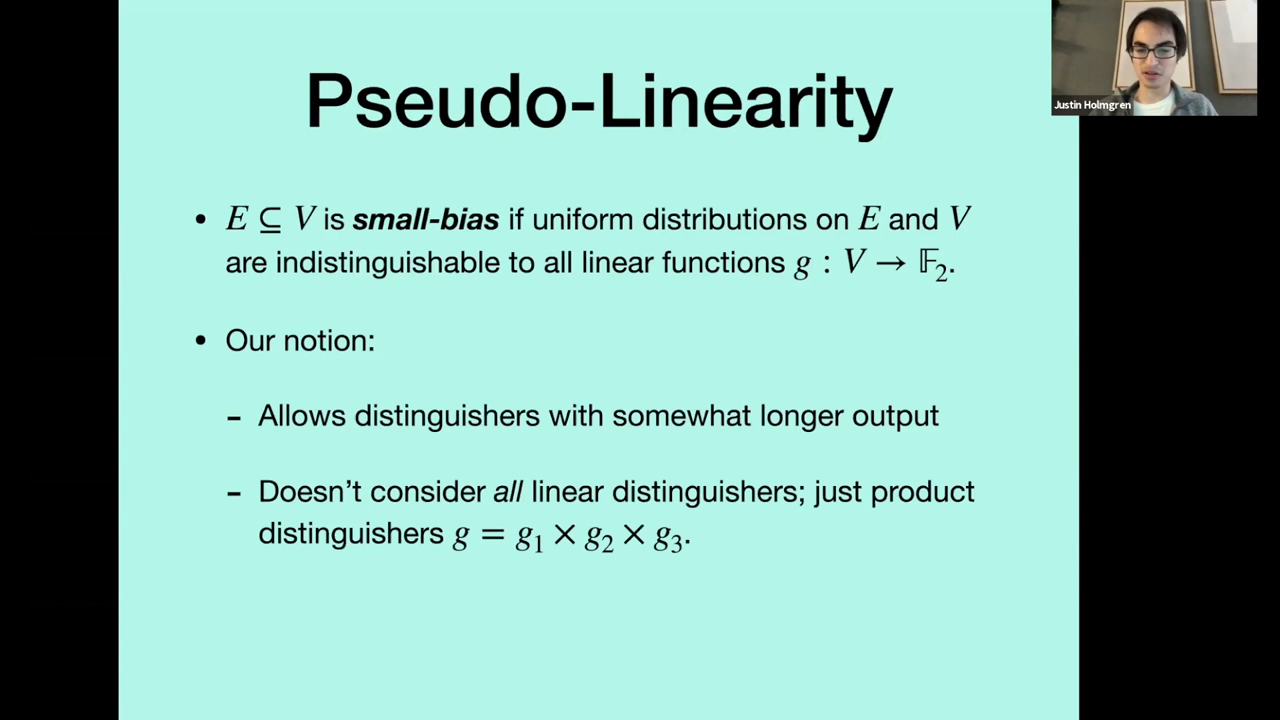 Pseudo-Linearity
Justin Holmgren
• E ⊆ V is small-bias if uniform distributions on E and V
are indistinguishable to all linear functions g : V → 𝔽₂.
• Our notion:
– Allows distinguishers with somewhat longer output
– Doesn’t consider all linear distinguishers; just product
distinguishers g = g₁ × g₂ × g₃.